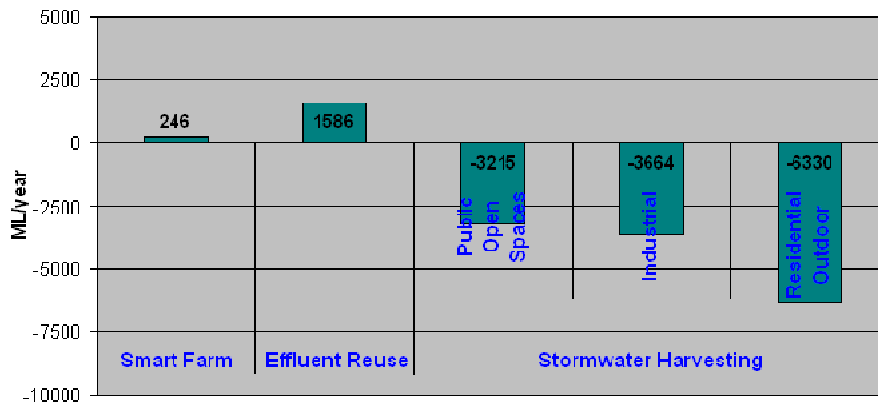 5000
2500
0
-2500
-5000
-7500
-10000
ML/year
246
1586
-3215
-3664
-6330
Public
Open
Spaces
Industrial
Residential
Outdoor
Smart Farm
Effluent Reuse
Stormwater Harvesting